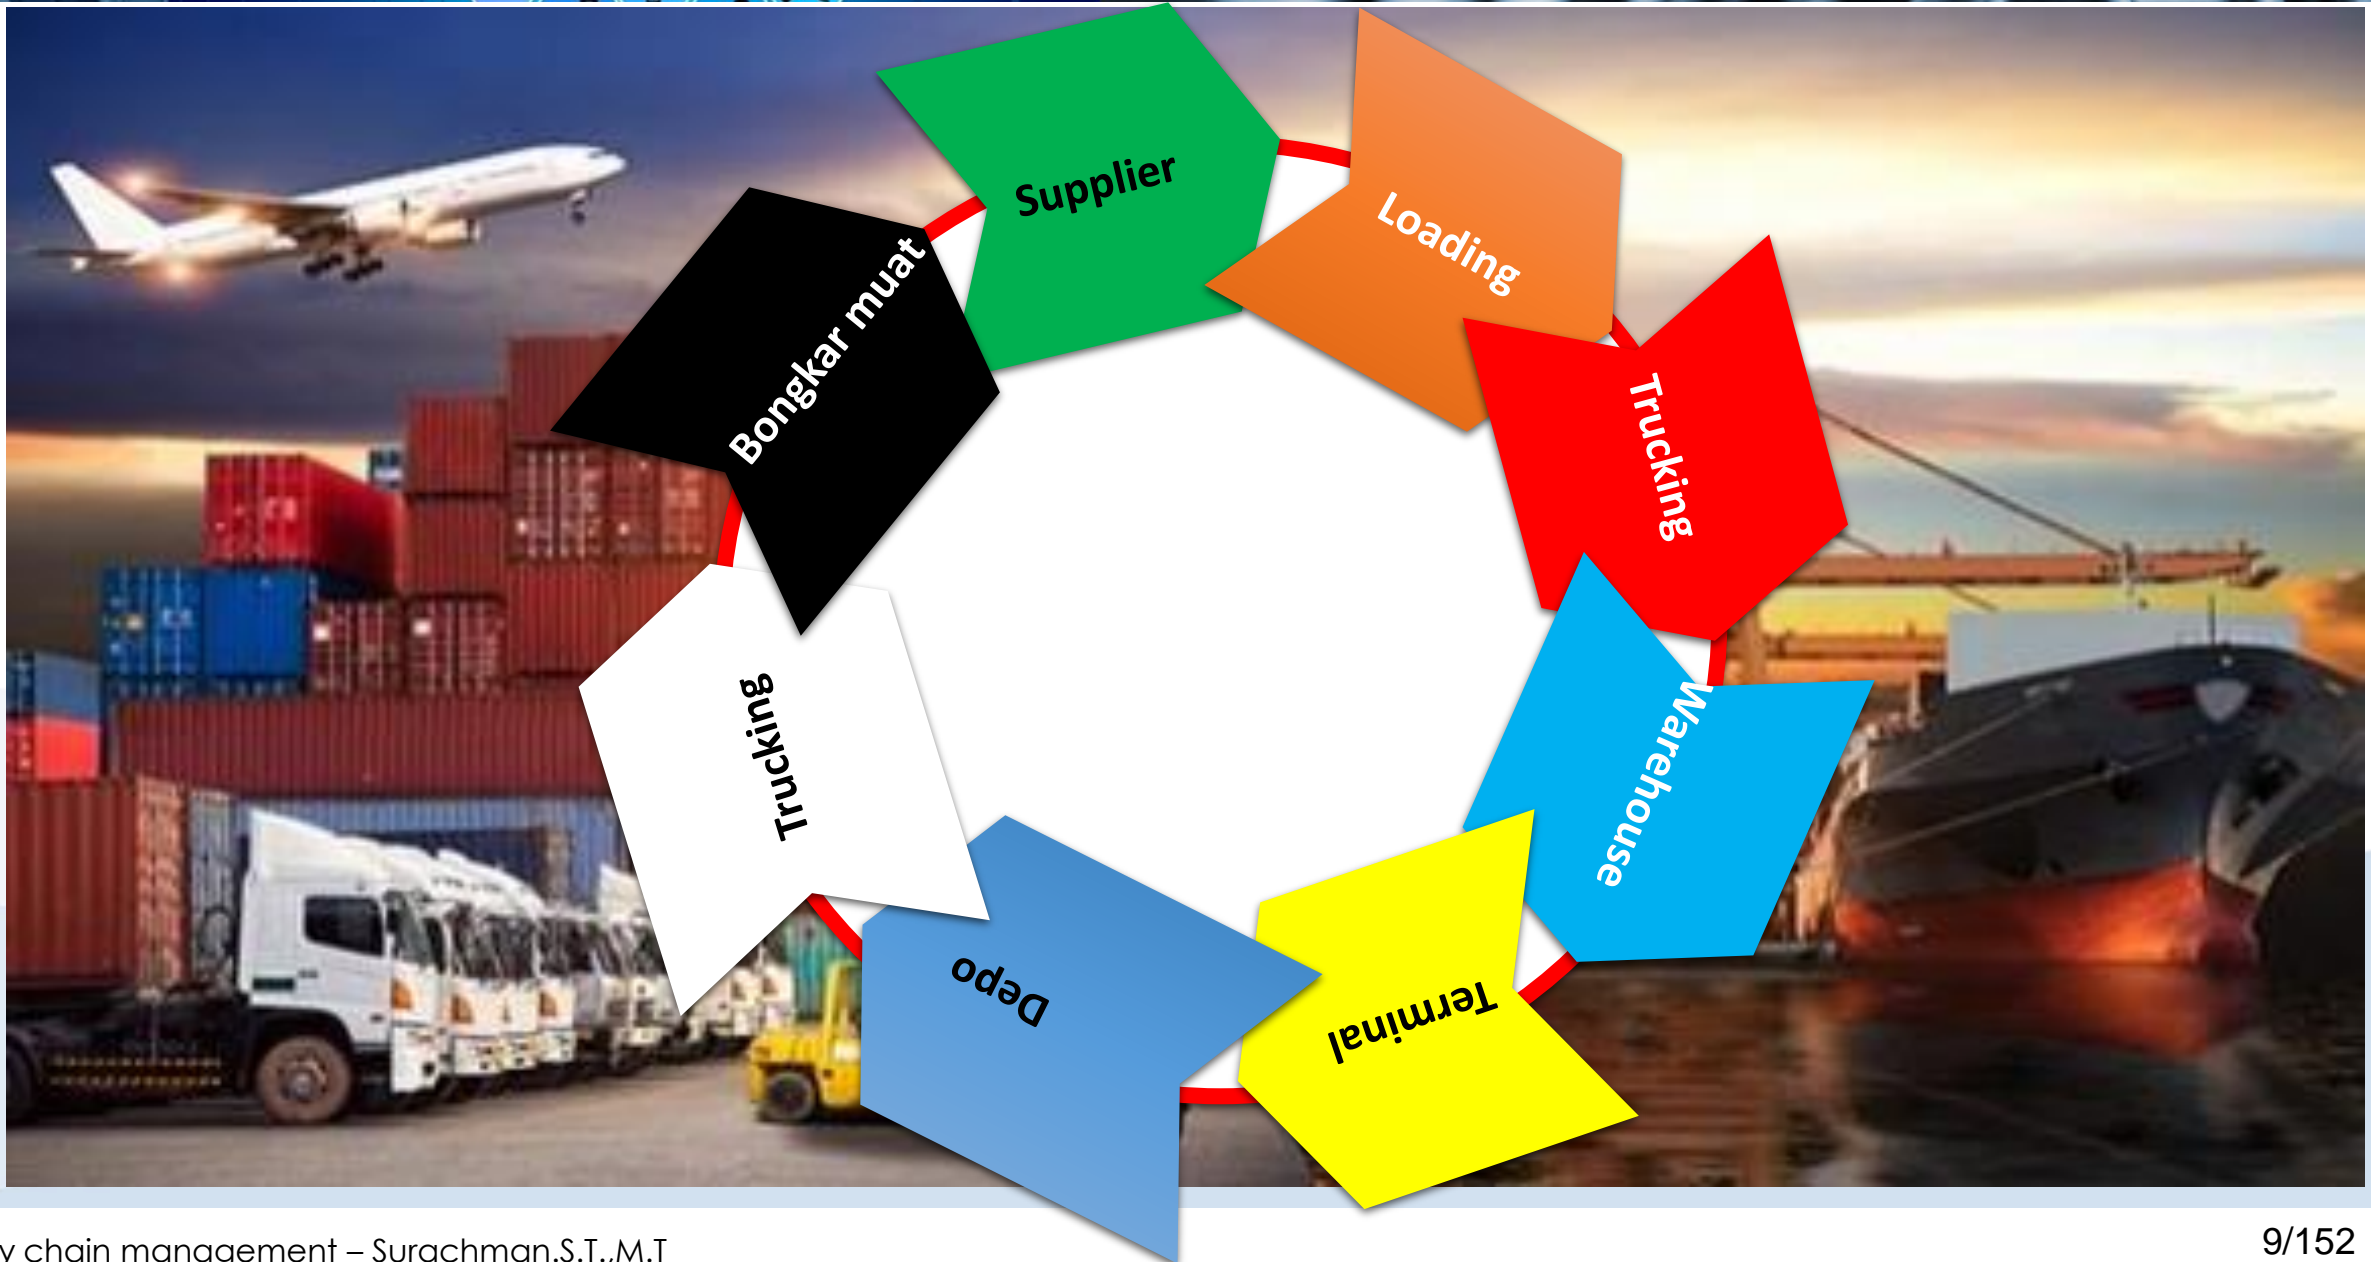 Supplier
Loading
Trucking
Warehouse
Terminal
Depo
Trucking
Bongkar muat
y chain management – Surachman.S.T.,M.T
9/152